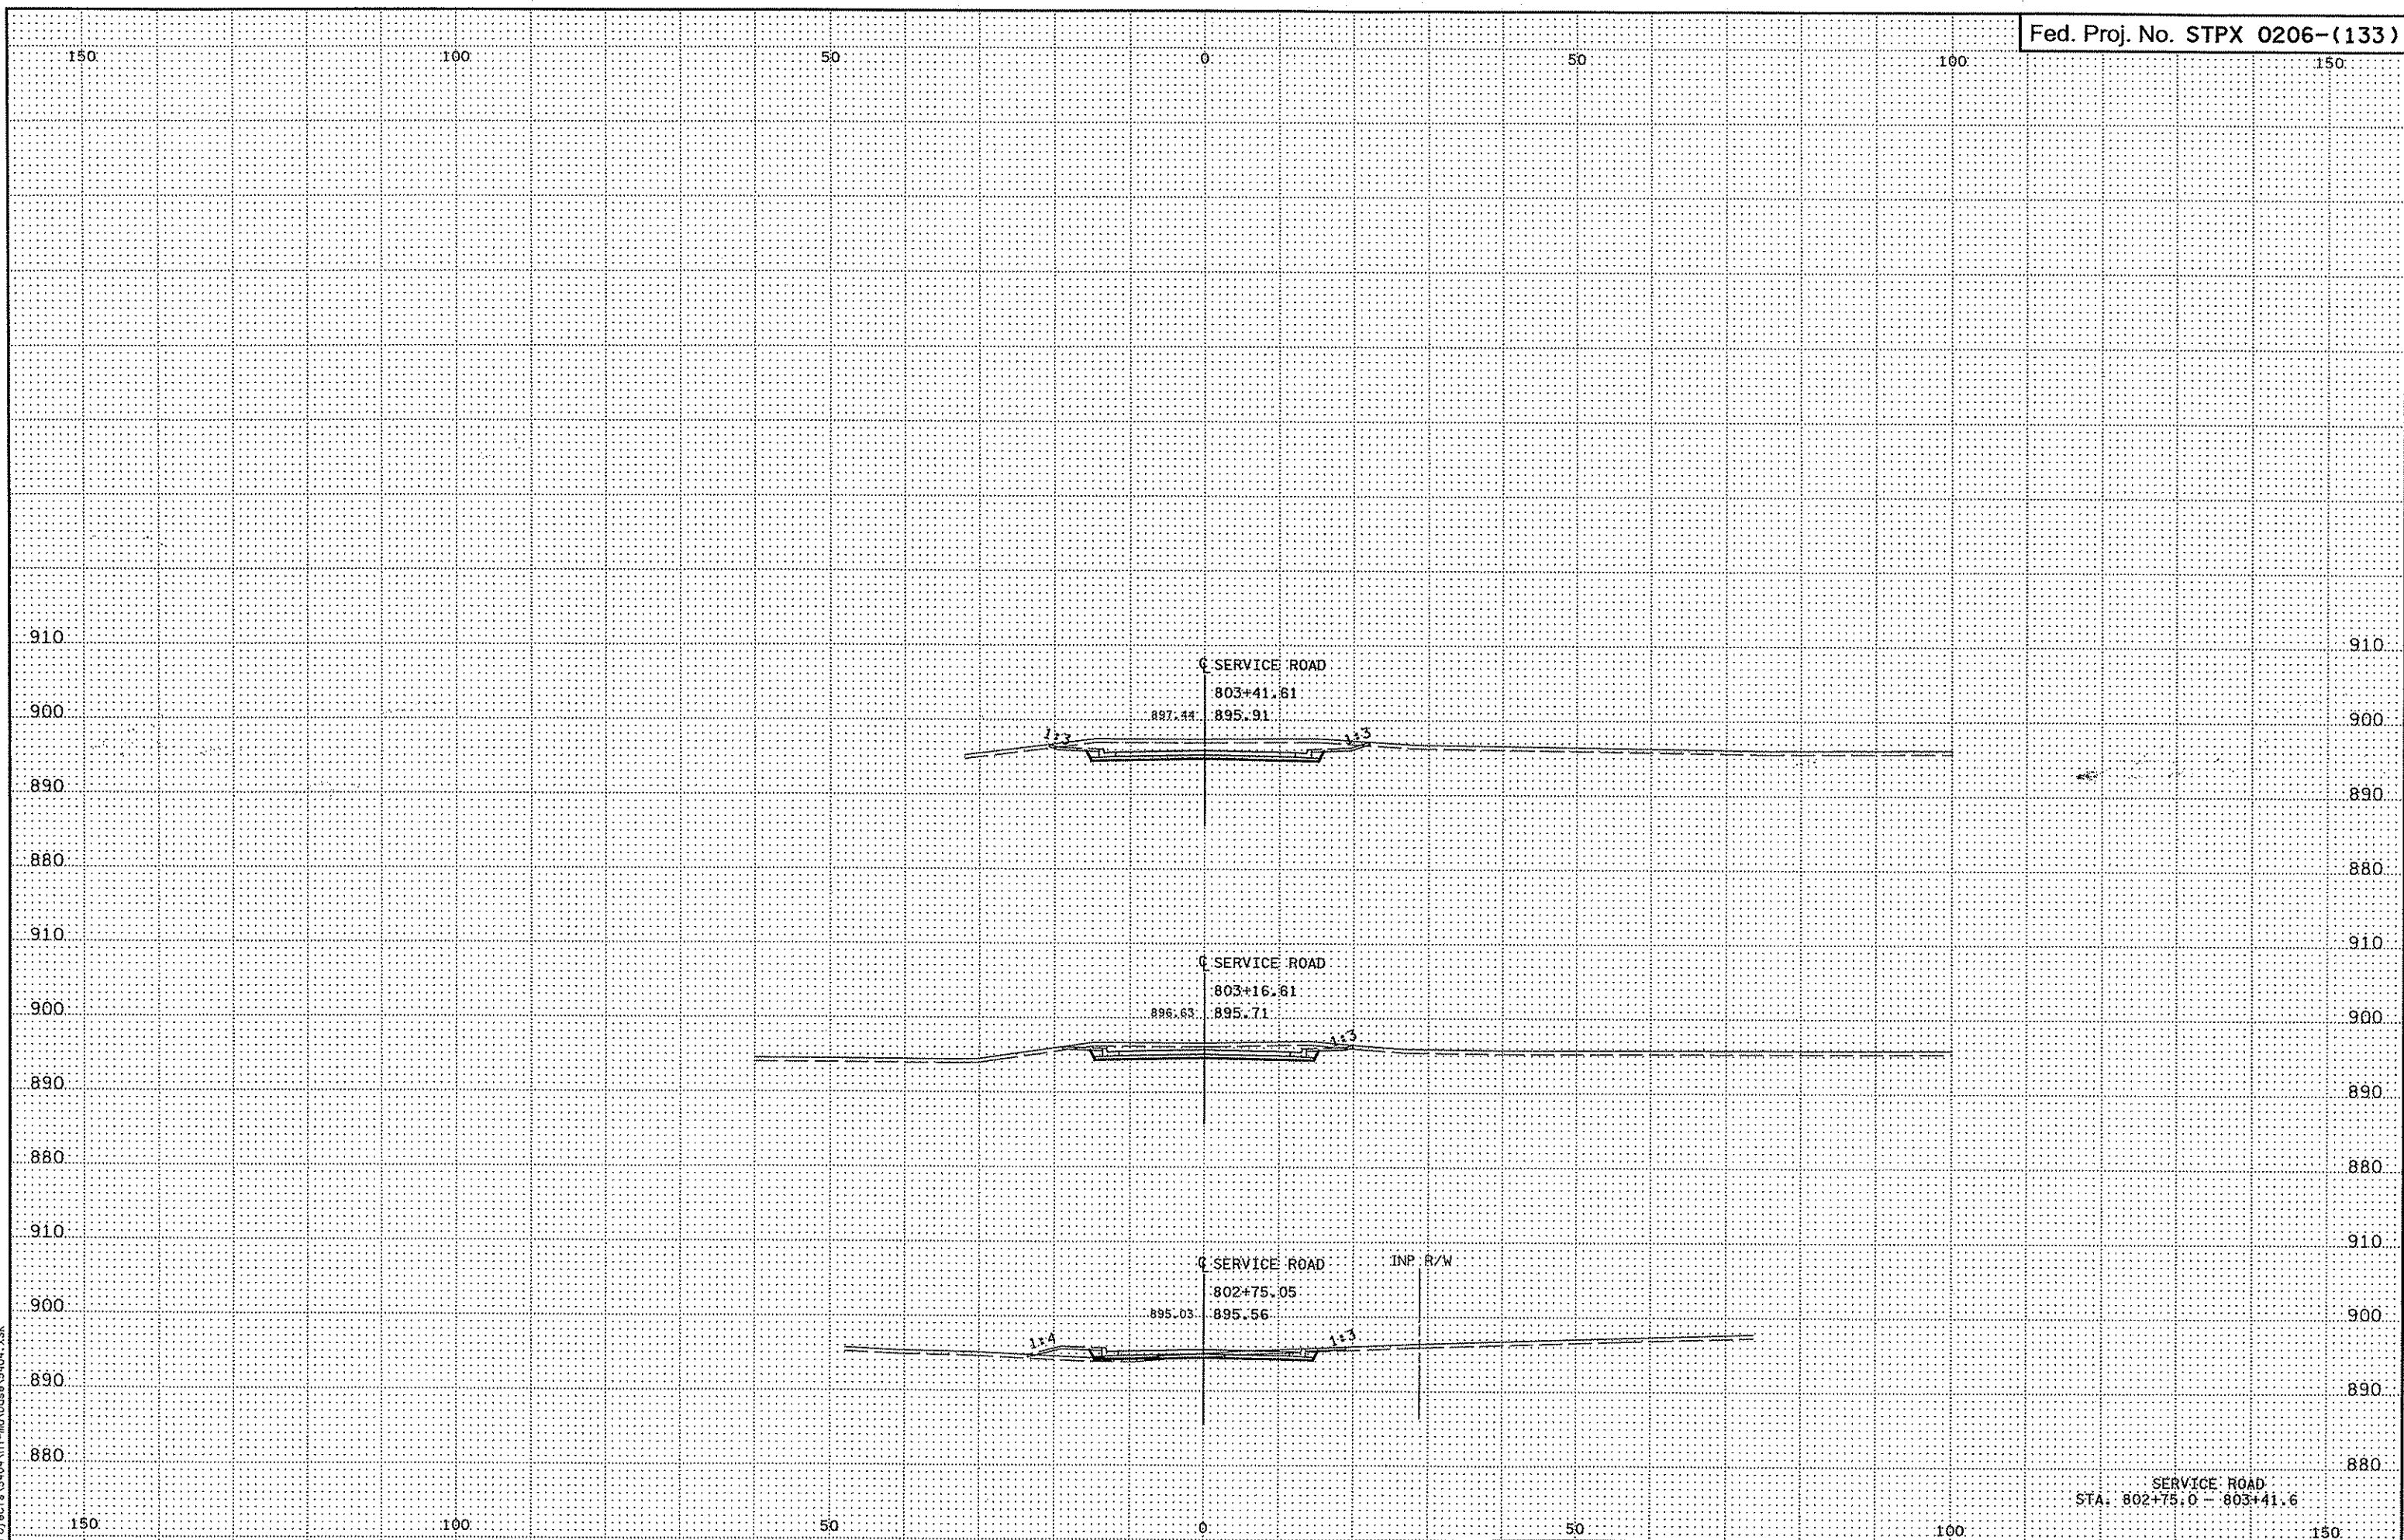 Fed. Proj. No. STPX 0206-(133)
150 100 50 0 50 100 150
910 910
℄ SERVICE ROAD
803+41.61
900 897.44 895.91 900
1:3 1:3
890 890
880 880
910 910
℄ SERVICE ROAD
803+16.61
900 896.63 895.71 900
1:3
890 890
880 880
910 910
℄ SERVICE ROAD INP R/W
802+75.05
900 895.03 895.56 900
1:4 1:3
890 890
880 880
SERVICE ROAD
STA. 802+75.0 - 803+41.6
150 100 50 0 50 100 150